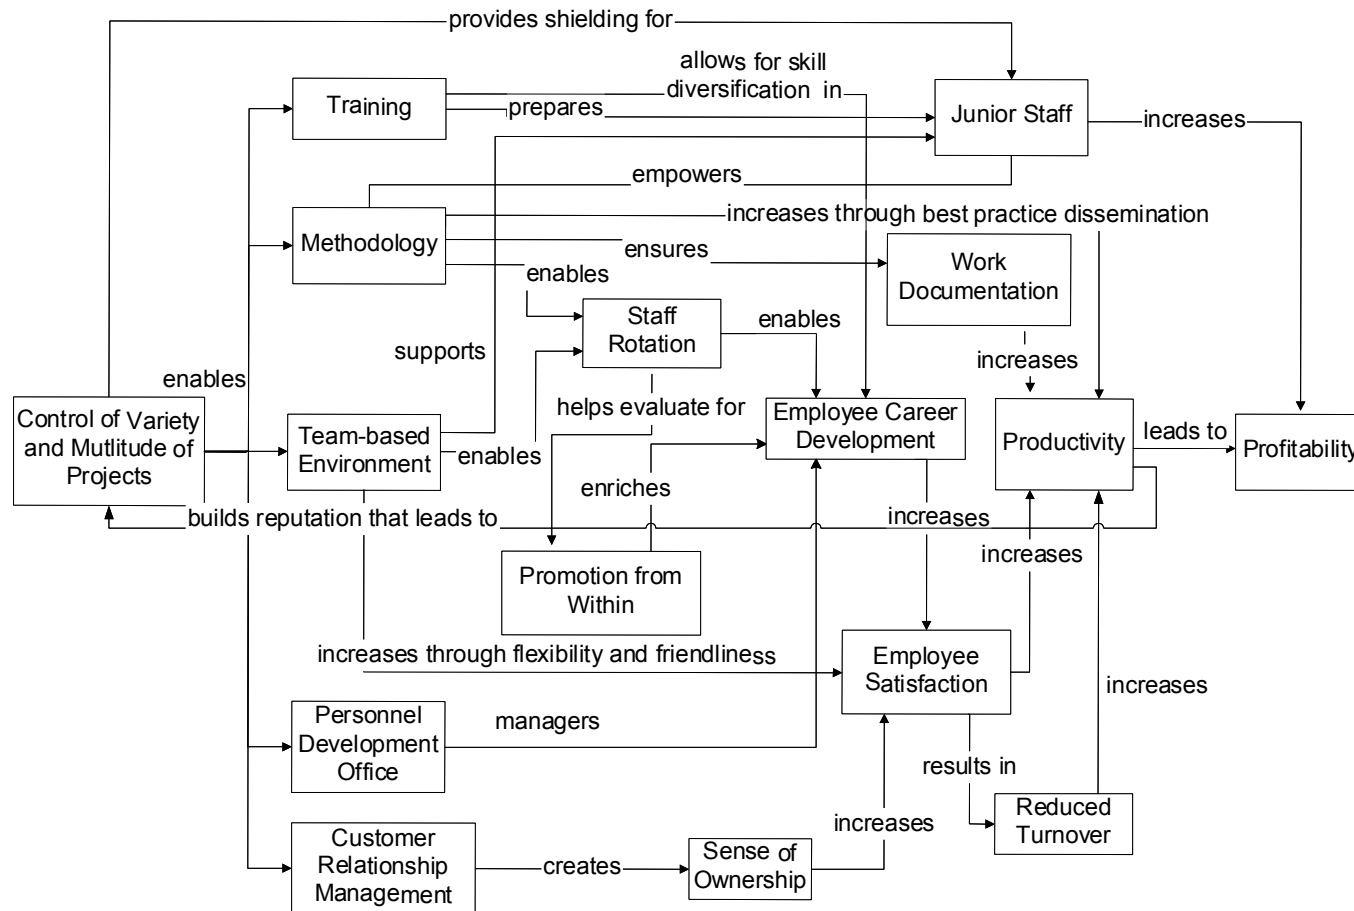 provides shielding for
allows for skill
diversification in
Training
prepares
Junior Staff
increases
empowers
increases through best practice dissemination
Methodology
ensures
Work
Documentation
enables
Staff
Rotation
enables
supports
increases
enables
helps evaluate for
Control of Variety
and Mutlitude of
Projects
Team-based
Environment
enables
Employee Career
Development
Productivity
leads to
Profitability
enriches
builds reputation that leads to
increases
increases
Promotion from
Within
increases through flexibility and friendliness
Employee
Satisfaction
increases
Personnel
Development
Office
managers
results in
Reduced
Turnover
Customer
Relationship
Management
creates
Sense of
Ownership
increases